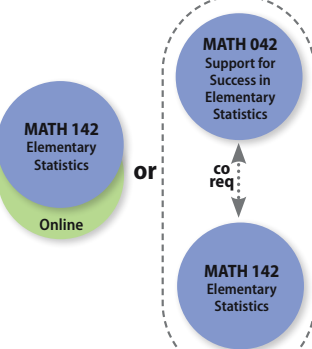 MATH 142
Elementary
Statistics
Online
or
MATH 042
Support for
Success in
Elementary
Statistics
co
req
MATH 142
Elementary
Statistics